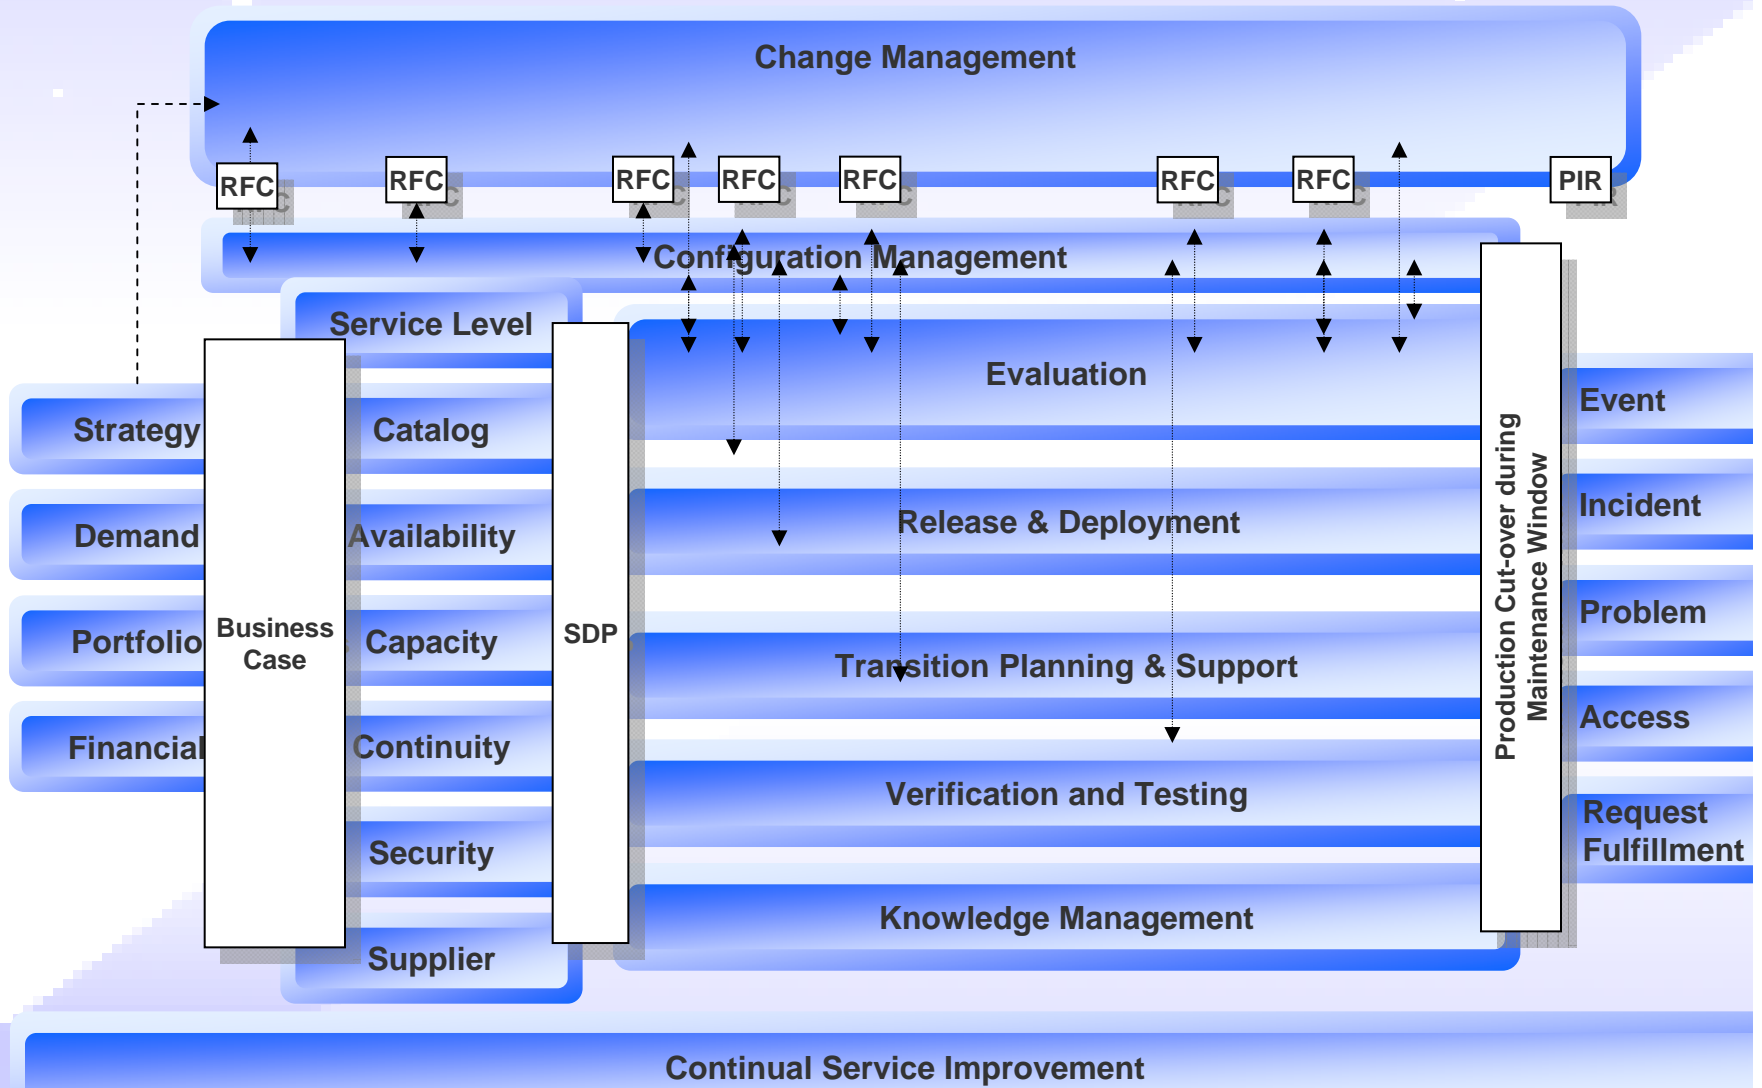 Change Management
RFC
RFC
RFC
RFC
RFC
RFC
RFC
PIR
Configuration Management
Service Level
Evaluation
Strategy
Catalog
Event
Demand
Availability
Release & Deployment
Incident
Portfolio
Business
Case
Capacity
SDP
Transition Planning & Support
Production Cut-over during
Maintenance Window
Problem
Financial
Continuity
Access
Verification and Testing
Security
Request
Fulfillment
Knowledge Management
Supplier
Continual Service Improvement